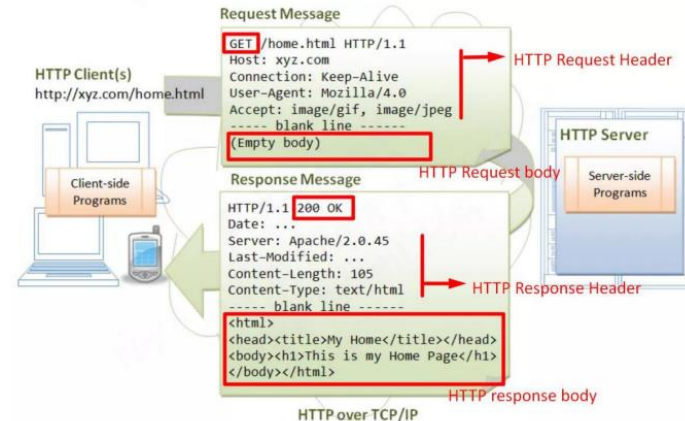 Request Message
GET /home.html HTTP/1.1
Host: xyz.com
Connection: Keep-Alive
User-Agent: Mozilla/4.0
Accept: image/gif, image/jpeg
----- blank line ------
(Empty body)
HTTP Request Header
HTTP Request body
HTTP Client(s)
http://xyz.com/home.html
Client-side
Programs
HTTP Server
Server-side
Programs
Response Message
HTTP/1.1 200 OK
Date: ...
Server: Apache/2.0.45
Last-Modified: ...
Content-Length: 105
Content-Type: text/html
----- blank line ------
<html>
<head><title>My Home</title></head>
<body><h1>This is my Home Page</h1>
</body></html>
HTTP Response Header
HTTP response body
HTTP over TCP/IP